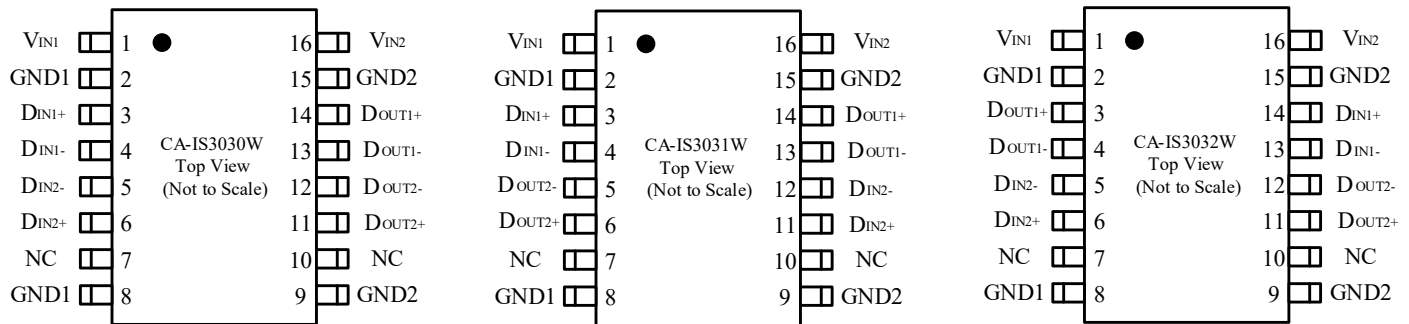 VIN1 1 16 VIN2
GND1 2 15 GND2
DIN1+ 3 14 DOUT1+
DIN1- 4 13 DOUT1-
DIN2- 5 12 DOUT2-
DIN2+ 6 11 DOUT2+
NC 7 10 NC
GND1 8 9 GND2
CA-IS3030W
Top View
(Not to Scale)
VIN1 1 16 VIN2
GND1 2 15 GND2
DIN1+ 3 14 DOUT1+
DIN1- 4 13 DOUT1-
DOUT2- 5 12 DIN2-
DOUT2+ 6 11 DIN2+
NC 7 10 NC
GND1 8 9 GND2
CA-IS3031W
Top View
(Not to Scale)
VIN1 1 16 VIN2
GND1 2 15 GND2
DOUT1+ 3 14 DIN1+
DOUT1- 4 13 DIN1-
DIN2- 5 12 DOUT2-
DIN2+ 6 11 DOUT2+
NC 7 10 NC
GND1 8 9 GND2
CA-IS3032W
Top View
(Not to Scale)